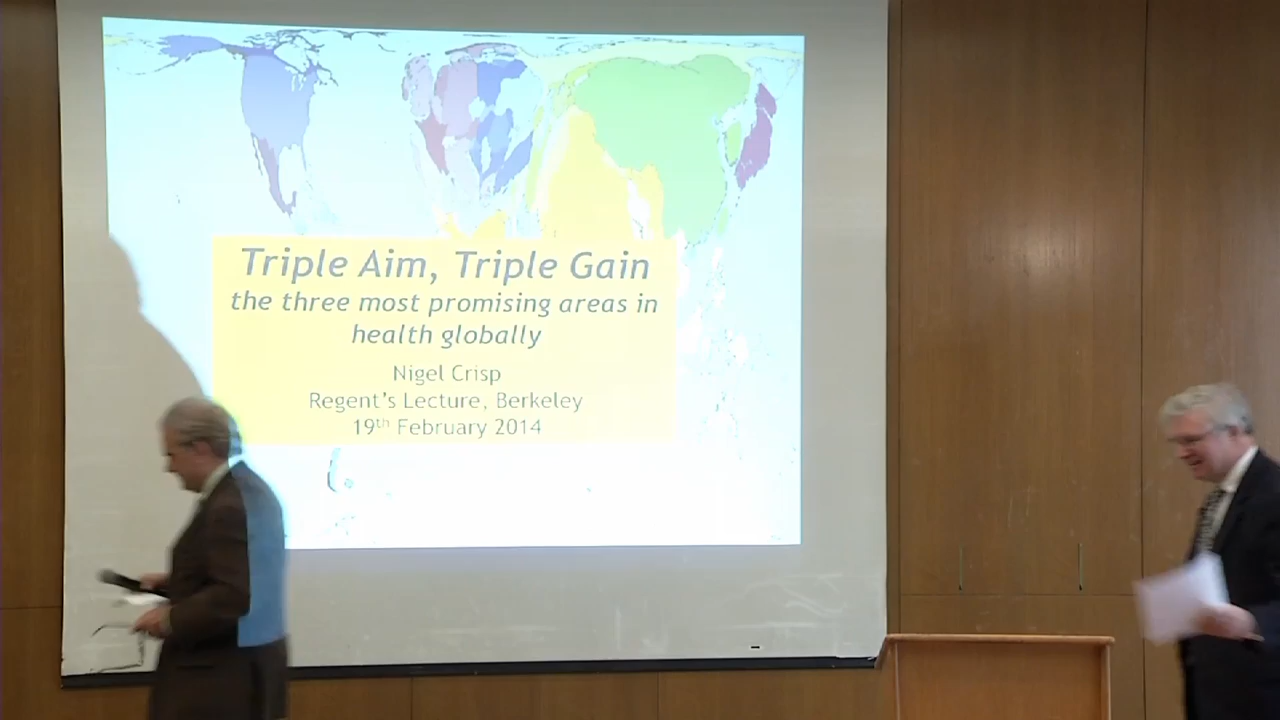 Triple Aim, Triple Gain
the three most promising areas in
health globally
Nigel Crisp
Regent's Lecture, Berkeley
19th February 2014